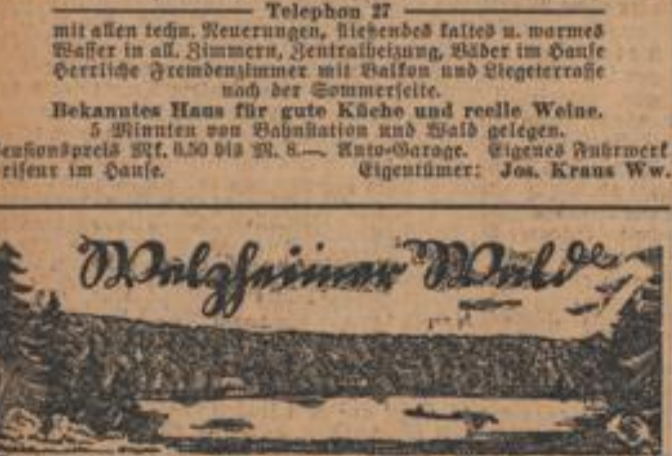 Telephon 27
mit allen techn. Neuerungen, fließendes kaltes u. warmes
Wasser in all. Zimmern, Zentralheizung, Bäder im Hause
Herrliche Fremdenzimmer mit Balkon und Liegeterrasse
nach der Sommerseite.
Bekanntes Haus für gute Küche und reelle Weine.
5 Minuten von Bahnstation und Wald gelegen.
ensionspreis Mk. 6.50 bis M. 8.—. Auto-Garage. Eigenes Fuhrwerk
riseur im Hause. Eigentümer: Jos. Kraus Ww.
Welzheimer Wald